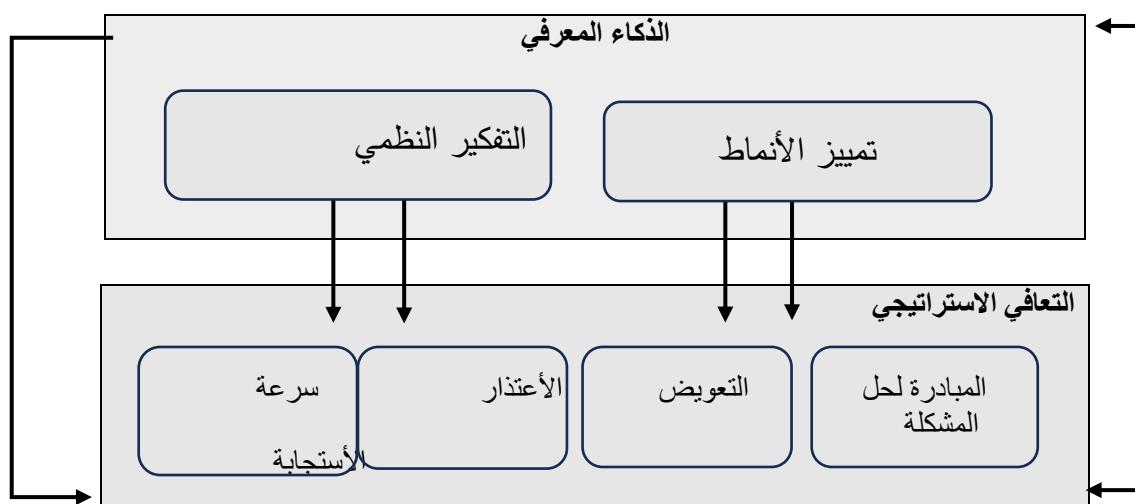 الذكاء المعرفي
تمييز الأنماط
التفكير النظمي
التعافي الاستراتيجي
المبادرة لحل
المشكلة
التعويض
الأعتذار
سرعة
الأستجابة